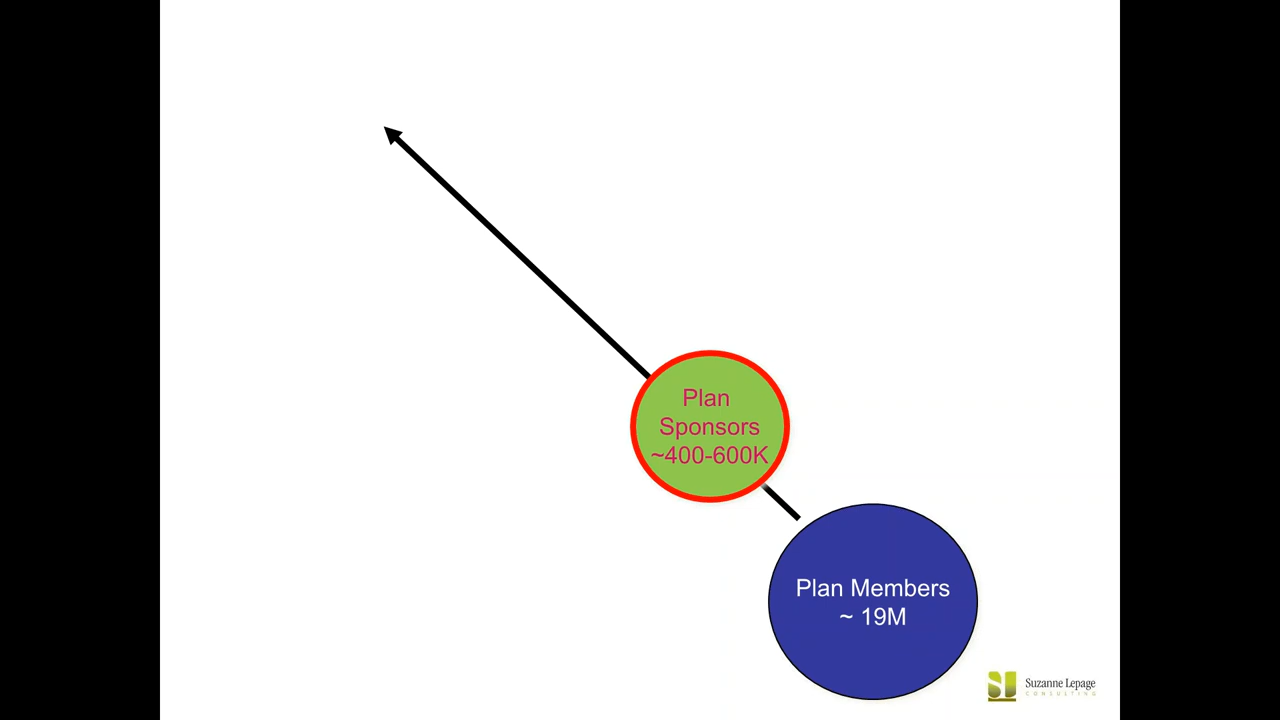 Plan
Sponsors
~400-600K
Plan Members
~ 19M
Suzanne Lepage
CONSULTING